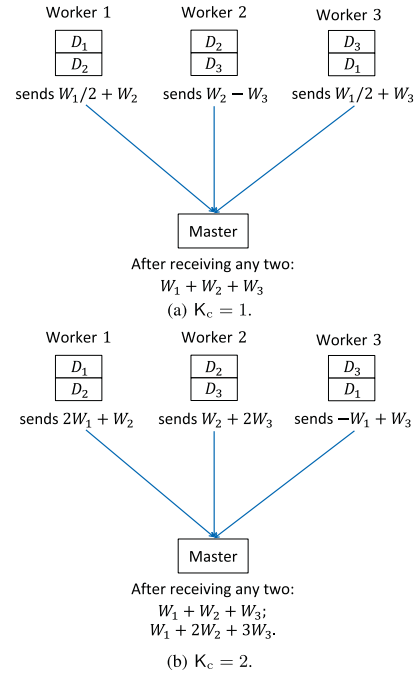 Worker 1 Worker 2 Worker 3
D₁ D₂ D₃
D₂ D₃ D₁
sends W₁/2 + W₂ sends W₂ − W₃ sends W₁/2 + W₃
Master
After receiving any two:
W₁ + W₂ + W₃
(a) K_c = 1.
Worker 1 Worker 2 Worker 3
D₁ D₂ D₃
D₂ D₃ D₁
sends 2W₁ + W₂ sends W₂ + 2W₃ sends −W₁ + W₃
Master
After receiving any two:
W₁ + W₂ + W₃;
W₁ + 2W₂ + 3W₃.
(b) K_c = 2.